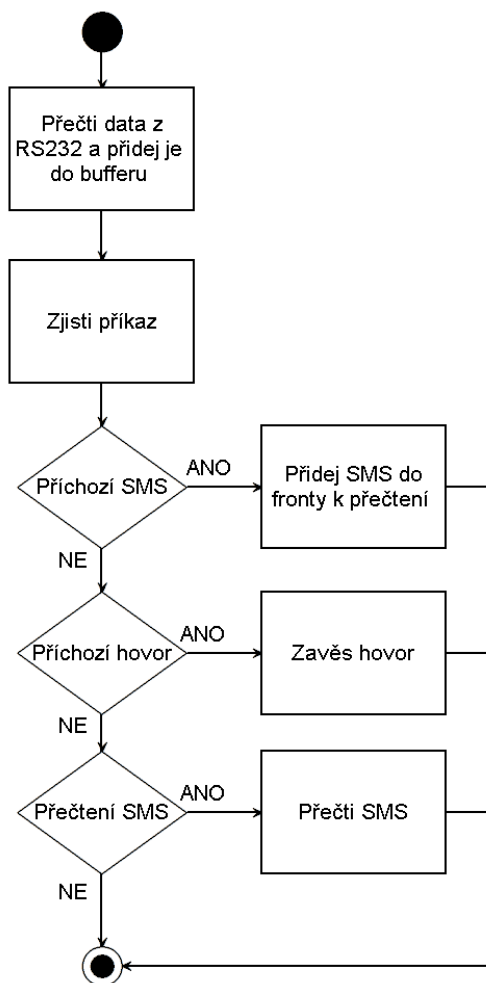 Přečti data z
RS232 a přidej je
do bufferu
Zjisti příkaz
Příchozí SMS
ANO
Přidej SMS do
fronty k přečtení
NE
Příchozí hovor
ANO
Zavěs hovor
NE
Přečtení SMS
ANO
Přečti SMS
NE